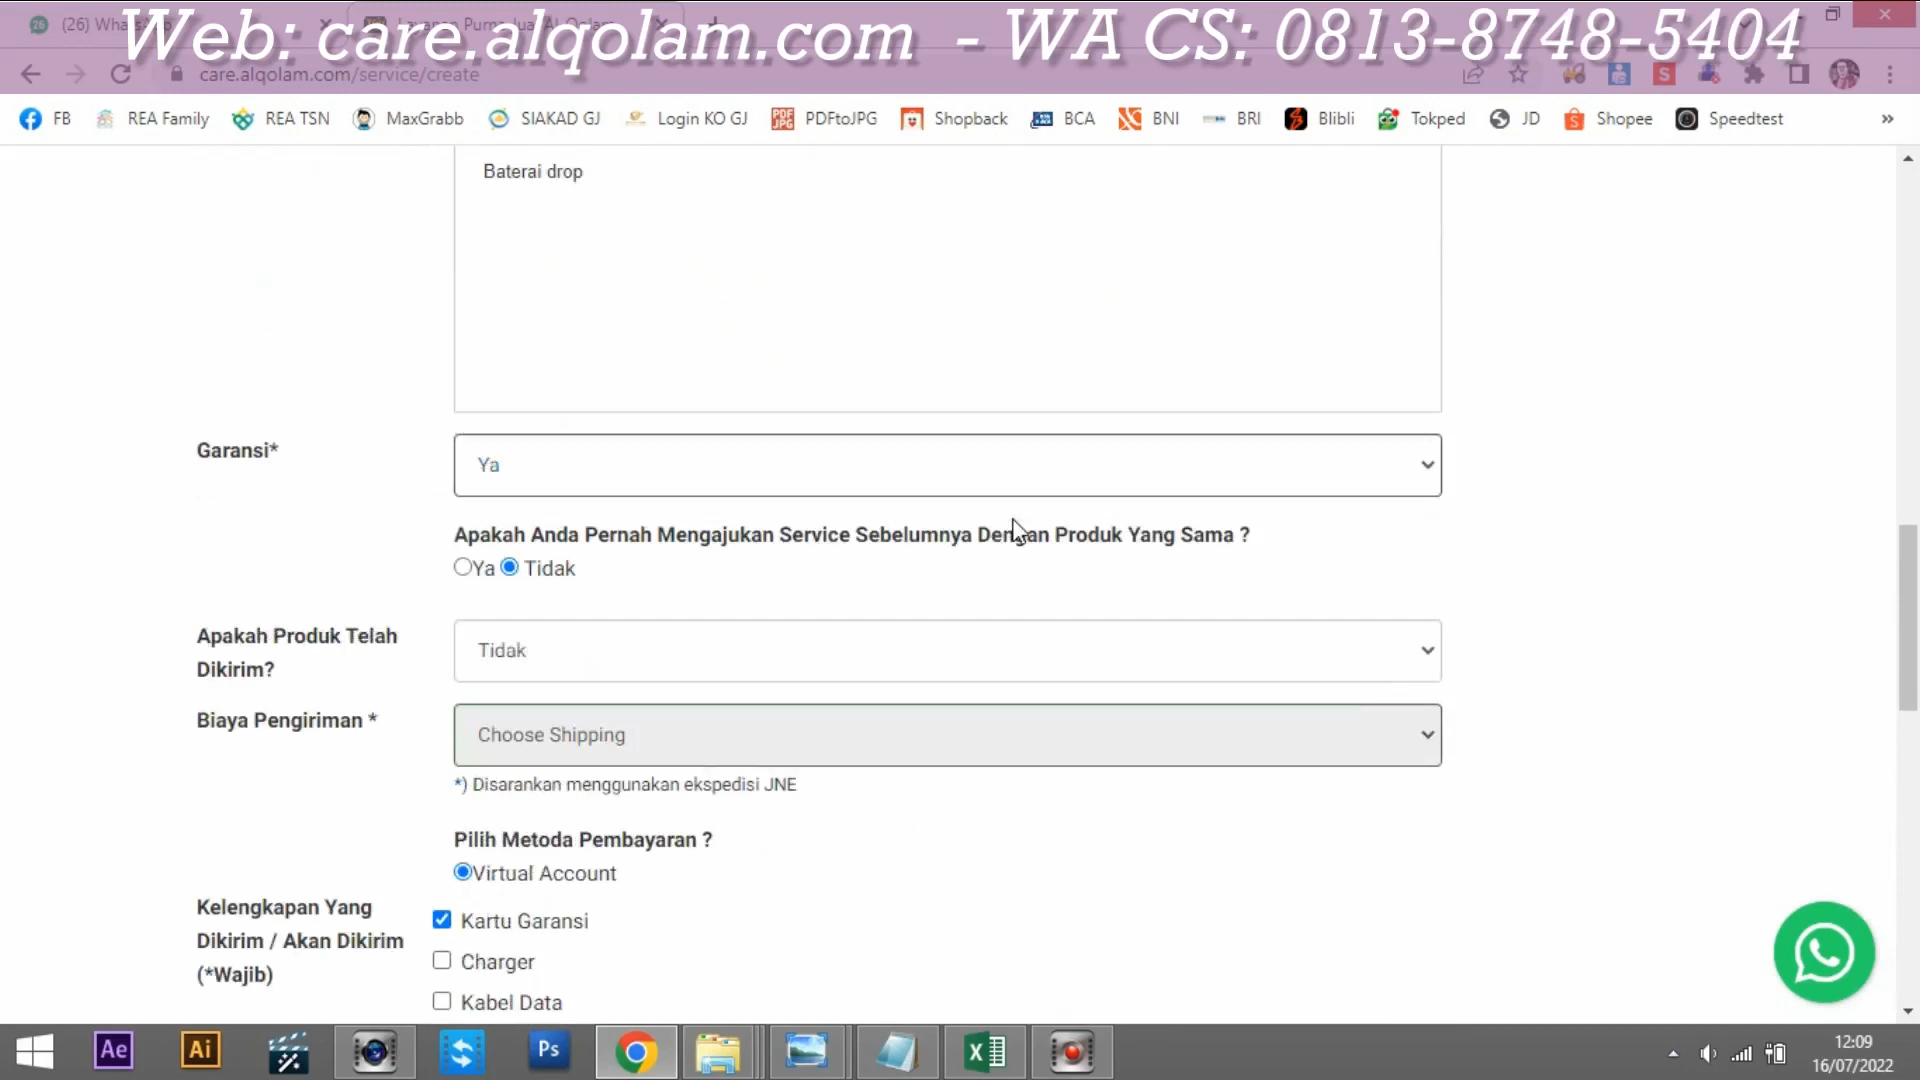 Web: care.alqolam.com - WA CS: 0813-8748-5404
care.alqolam.com/service/create
FB
REA Family
REA TSN
MaxGrabb
SIAKAD GJ
Login KO GJ
PDFtoJPG
Shopback
BCA
BNI
BRI
Blibli
Tokped
JD
Shopee
Speedtest
»
Baterai drop
Garansi*
Ya
Apakah Anda Pernah Mengajukan Service Sebelumnya Dengan Produk Yang Sama ?
Ya Tidak
Apakah Produk Telah
Dikirim?
Tidak
Biaya Pengiriman *
Choose Shipping
*) Disarankan menggunakan ekspedisi JNE
Pilih Metoda Pembayaran ?
Virtual Account
Kelengkapan Yang
Dikirim / Akan Dikirim
(*Wajib)
Kartu Garansi
Charger
Kabel Data
Ae
Ai
Ps
12:09
16/07/2022